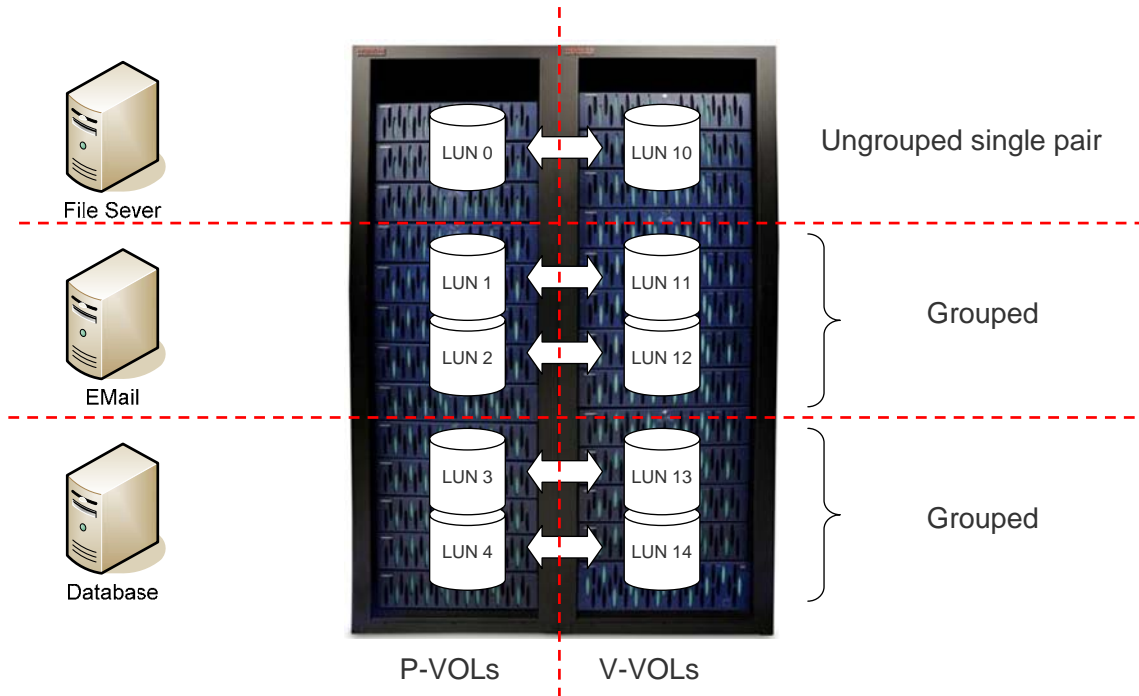 LUN 0
LUN 10
Ungrouped single pair
File Sever
LUN 1
LUN 11
Grouped
LUN 2
LUN 12
EMail
LUN 3
LUN 13
Grouped
LUN 4
LUN 14
Database
P-VOLs
V-VOLs